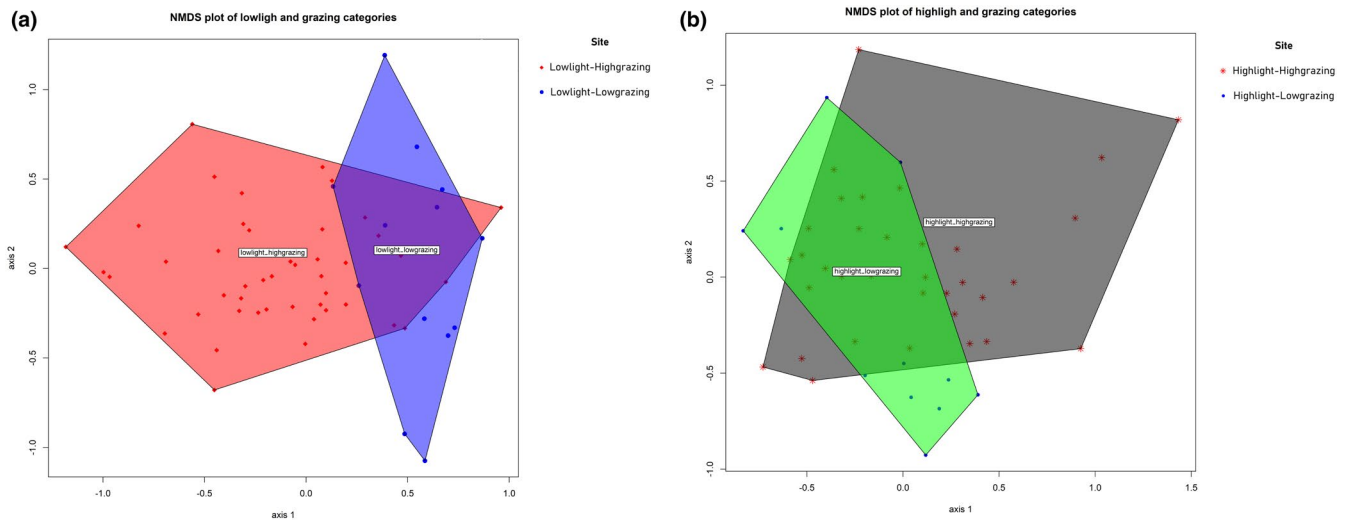 (a)
NMDS plot of lowligh and grazing categories
Site
Lowlight-Highgrazing
Lowlight-Lowgrazing
1.0
0.5
0.0
-0.5
-1.0
axis 2
lowlight_highgrazing
lowlight_lowgrazing
-1.0 -0.5 0.0 0.5 1.0
axis 1
(b)
NMDS plot of highligh and grazing categories
Site
Highlight-Highgrazing
Highlight-Lowgrazing
1.0
0.5
0.0
-0.5
-1.0
axis 2
highlight_highgrazing
highlight_lowgrazing
-0.5 0.0 0.5 1.0 1.5
axis 1